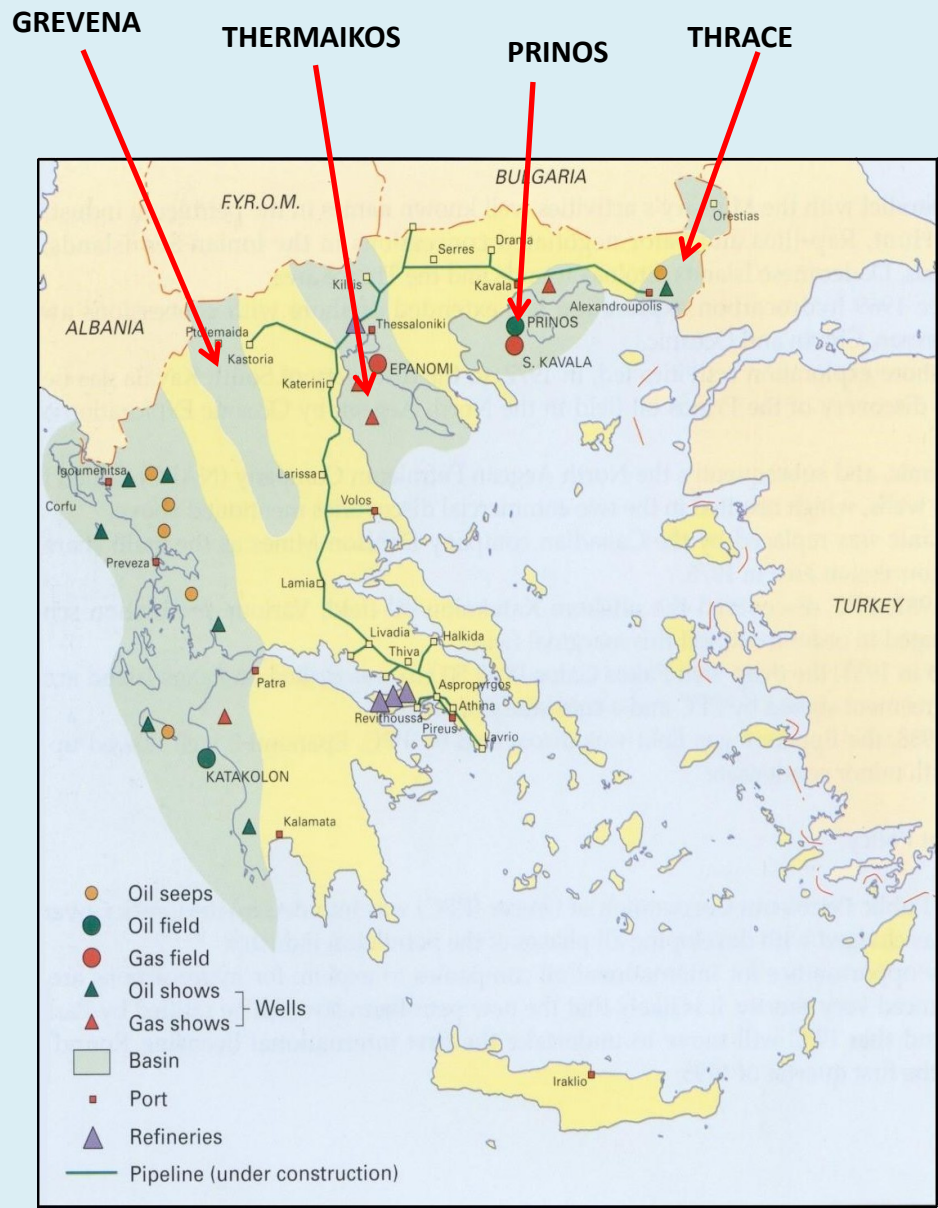 GREVENA
THERMAIKOS
PRINOS
THRACE
BULGARIA
FYR.O.M.
Orestias
Serres
Drama
Kilkis
Kavala
Alexandroupolis
ALBANIA
Ptolemaida
Thessaloniki
PRINOS
Kastoria
S. KAVALA
EPANOMI
Katerini
Igoumenitsa
Larissa
Corfu
Volos
Preveza
Lamia
TURKEY
Livadia
Halkida
Thiva
Patra
Aspropyrgos
Athina
Revithoussa
Pireus
Lavrio
KATAKOLON
Kalamata
Oil seeps
Oil field
Gas field
Oil shows
Wells
Gas shows
Basin
Port
Iraklio
Refineries
Pipeline (under construction)